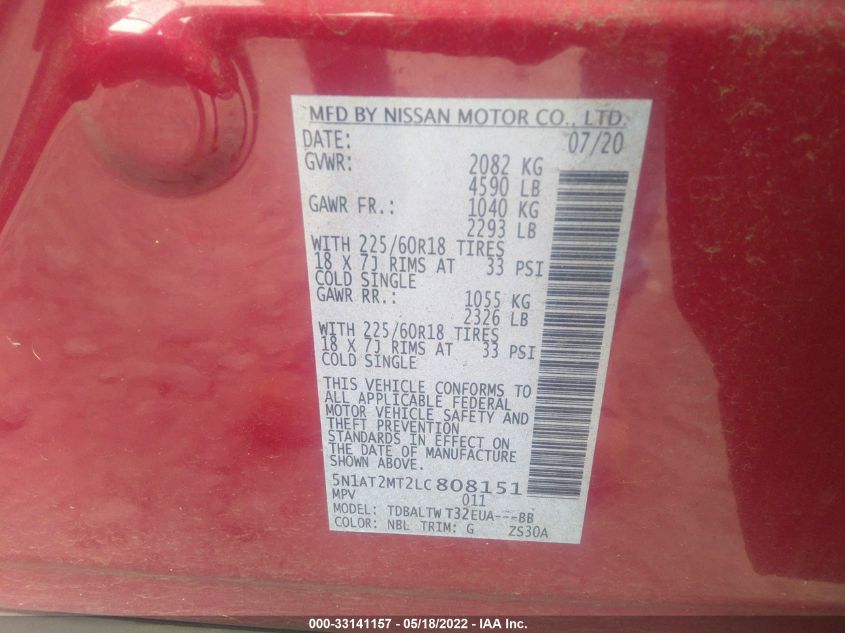 MFD BY NISSAN MOTOR CO., LTD.
DATE: 07/20
GVWR: 2082 KG
4590 LB
GAWR FR.: 1040 KG
2293 LB
WITH 225/60R18 TIRES
18 X 7J RIMS AT 33 PSI
COLD SINGLE
GAWR RR.: 1055 KG
2326 LB
WITH 225/60R18 TIRES
18 X 7J RIMS AT 33 PSI
COLD SINGLE
THIS VEHICLE CONFORMS TO
ALL APPLICABLE FEDERAL
MOTOR VEHICLE SAFETY AND
THEFT PREVENTION
STANDARDS IN EFFECT ON
THE DATE OF MANUFACTURE
SHOWN ABOVE.
5N1AT2MT2LC808151
MPV 011
MODEL: TDBALTW T32EUA---BB
COLOR: NBL TRIM: G ZS30A
000-33141157 - 05/18/2022 - IAA Inc.